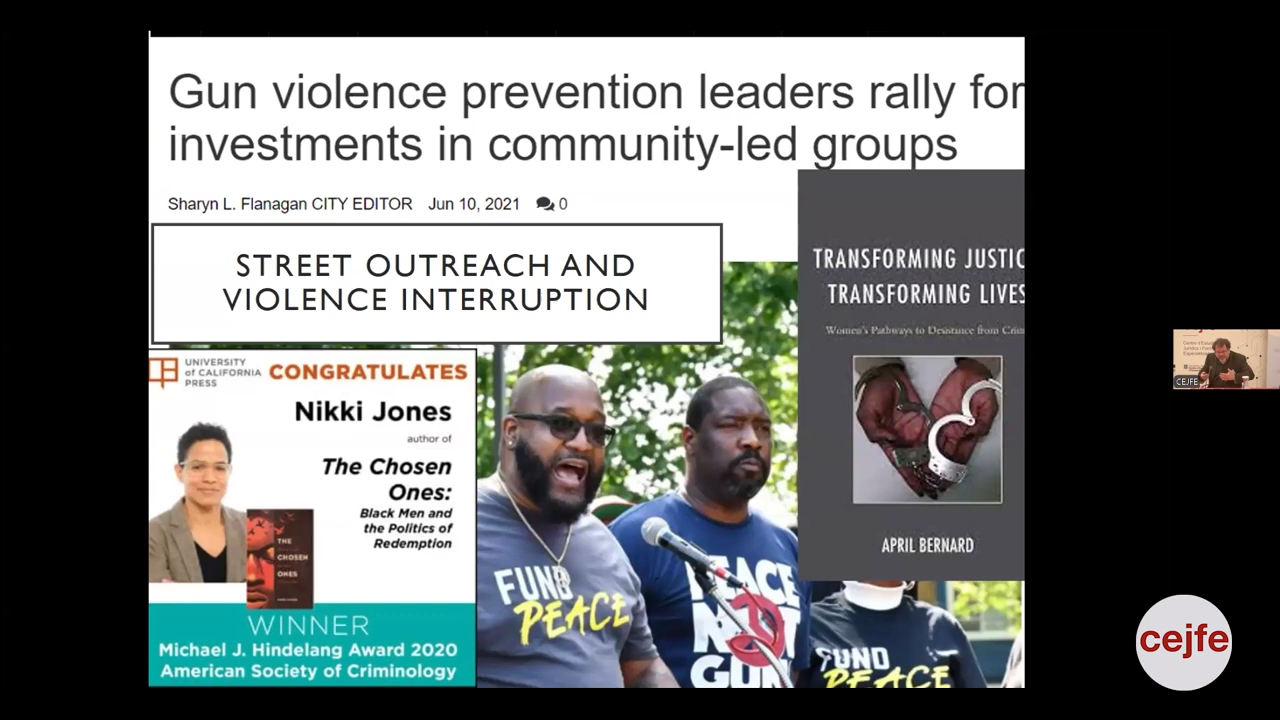 Gun violence prevention leaders rally for
investments in community-led groups
Sharyn L. Flanagan CITY EDITOR Jun 10, 2021 0
STREET OUTREACH AND
VIOLENCE INTERRUPTION
UNIVERSITY
of CALIFORNIA
PRESS
CONGRATULATES
Nikki Jones
author of
The Chosen
Ones:
Black Men and
the Politics of
Redemption
THE
CHOSEN
ONES
WINNER
Michael J. Hindelang Award 2020
American Society of Criminology
FUND
PEACE
PEACE
NOT
GUN
FUND
PEACE
TRANSFORMING JUSTIC
TRANSFORMING LIVES
Women's Pathways to Desistance from Crim
APRIL BERNARD
CEJFE
cejfe